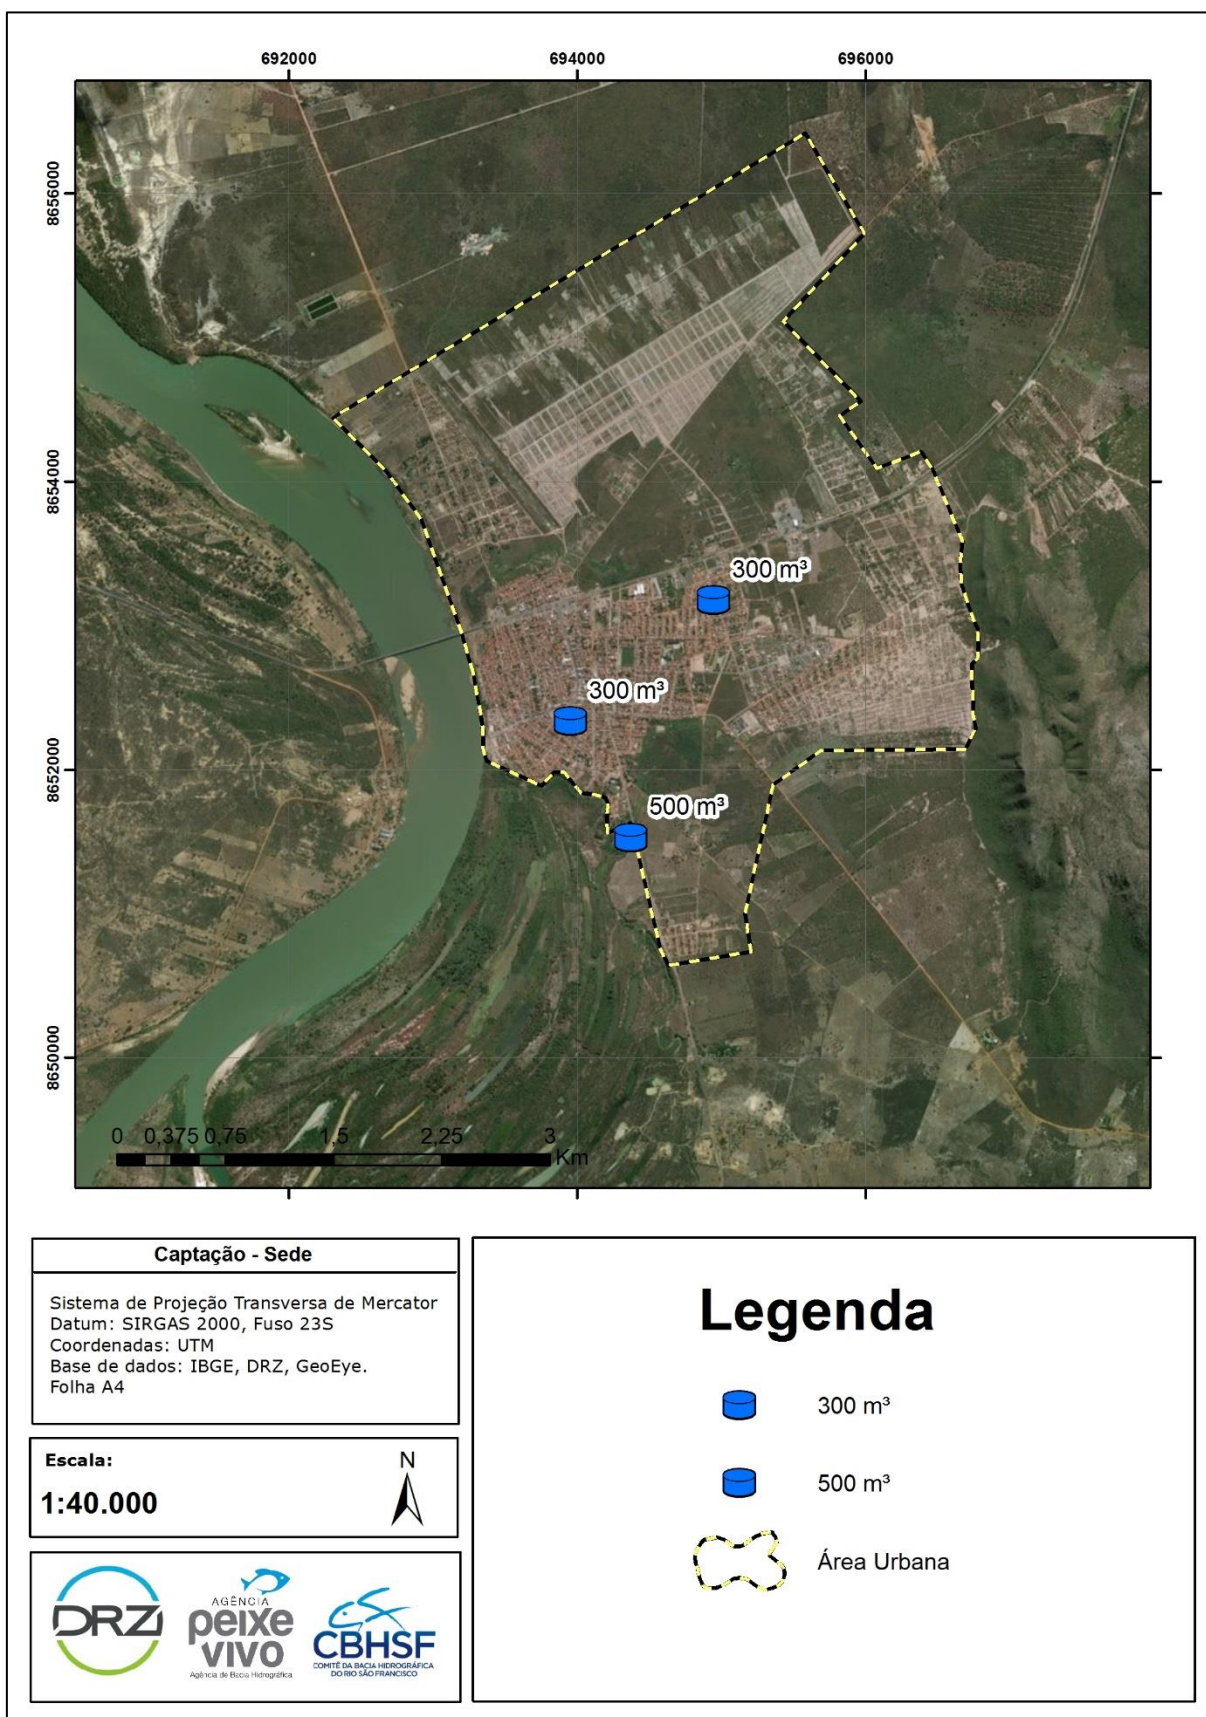 692000
694000
696000
8656000
8654000
8652000
8650000
300 m³
300 m³
500 m³
0 0,375 0,75 1,5 2,25 3
Km
Captação - Sede
Sistema de Projeção Transversa de Mercator
Datum: SIRGAS 2000, Fuso 23S
Coordenadas: UTM
Base de dados: IBGE, DRZ, GeoEye.
Folha A4
Escala:
1:40.000
N
DRZ
AGÊNCIA
peixe
vivo
Agência de Bacia Hidrográfica
CBHSF
COMITÊ DA BACIA HIDROGRÁFICA
DO RIO SÃO FRANCISCO
Legenda
300 m³
500 m³
Área Urbana